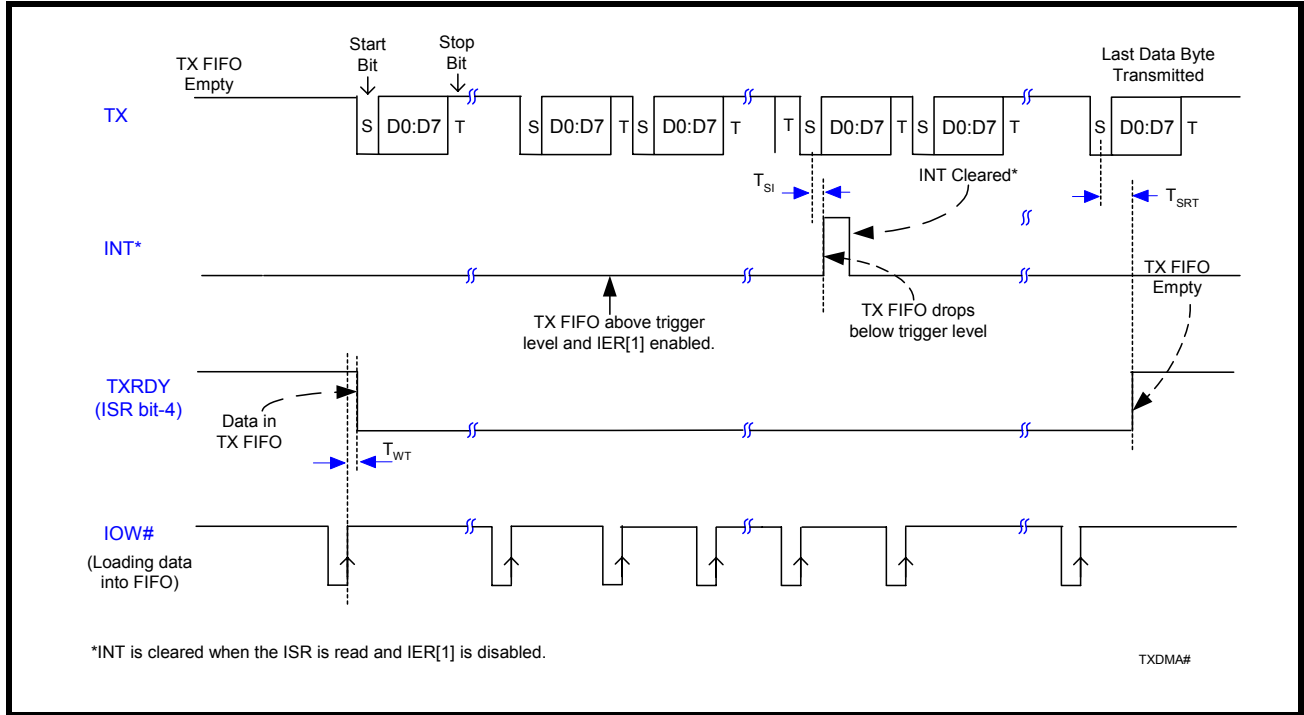 TX FIFO
Empty
Start
Bit
Stop
Bit
Last Data Byte
Transmitted
TX
S D0:D7 T S D0:D7 T S D0:D7 T T S D0:D7 T S D0:D7 T S D0:D7 T
TSI
INT Cleared*
TSRT
INT*
TX FIFO above trigger
level and IER[1] enabled.
TX FIFO drops
below trigger level
TX FIFO
Empty
TXRDY
(ISR bit-4)
Data in
TX FIFO
TWT
IOW#
(Loading data
into FIFO)
*INT is cleared when the ISR is read and IER[1] is disabled.
TXDMA#